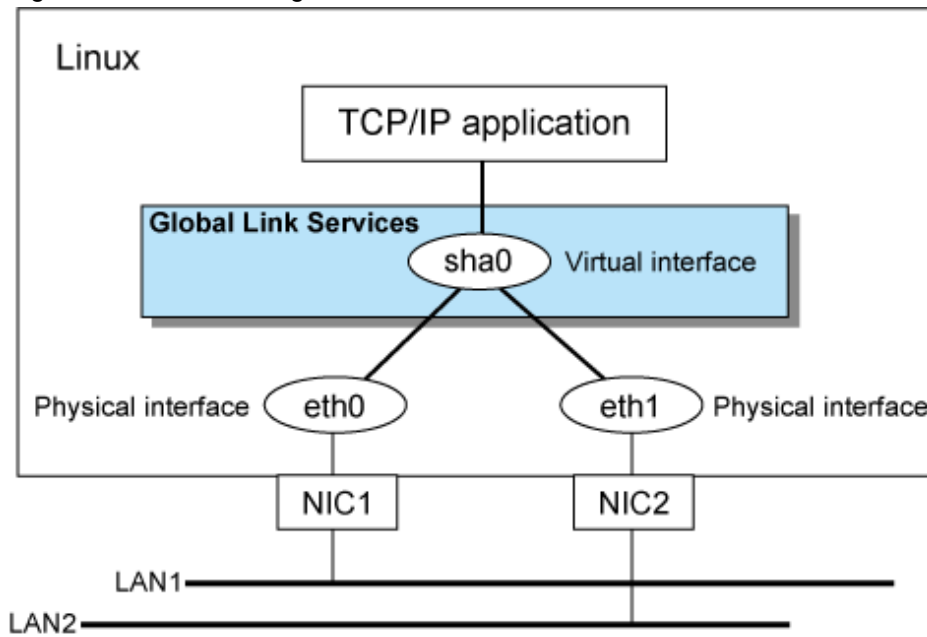 Linux
TCP/IP application
Global Link Services
sha0 Virtual interface
Physical interface eth0 eth1 Physical interface
NIC1 NIC2
LAN1
LAN2